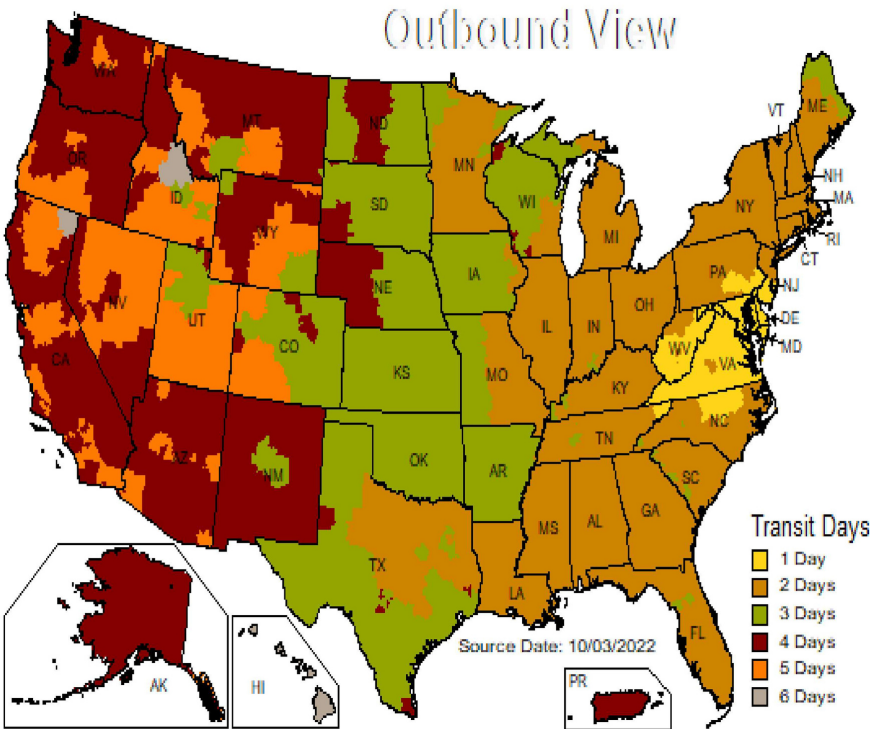 Outbound View
WA
MT
ND
MN
VT
ME
OR
ID
SD
WI
NH
MA
NY
WY
MI
RI
CT
IA
PA
NE
NJ
NV
UT
IL
IN
OH
DE
CO
WV
MD
CA
VA
KS
MO
KY
NC
TN
AZ
NM
OK
AR
SC
MS
AL
GA
TX
LA
FL
Transit Days
1 Day
2 Days
3 Days
4 Days
5 Days
6 Days
Source Date: 10/03/2022
AK
HI
PR